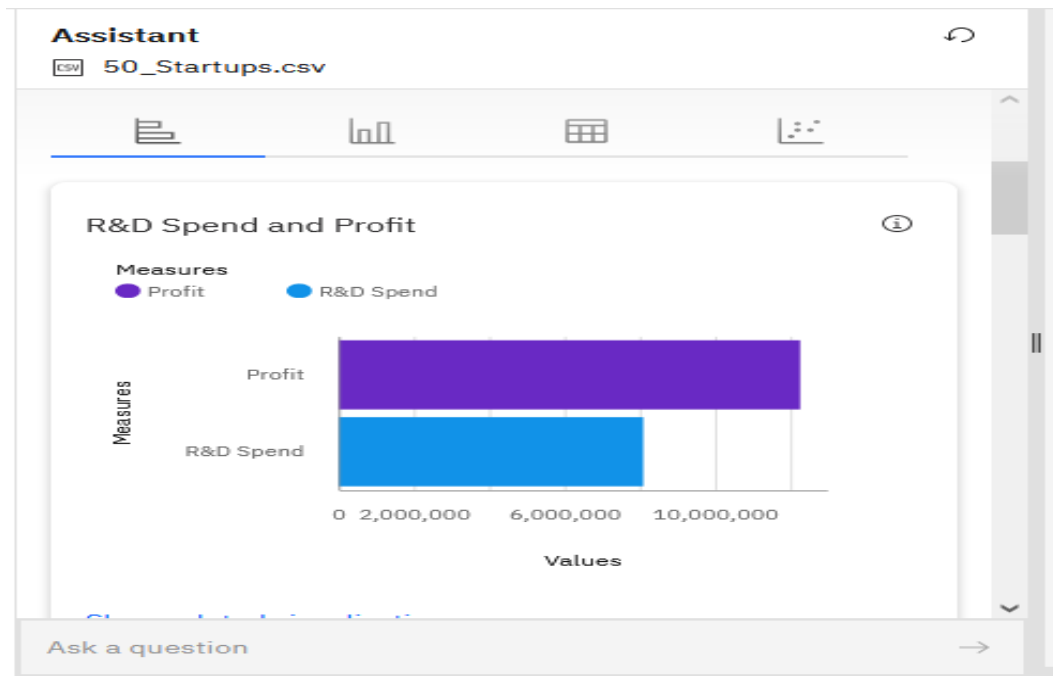 Assistant
CSV 50_Startups.csv
R&D Spend and Profit
Measures
Profit R&D Spend
Measures
Profit
R&D Spend
0 2,000,000 6,000,000 10,000,000
Values
Ask a question